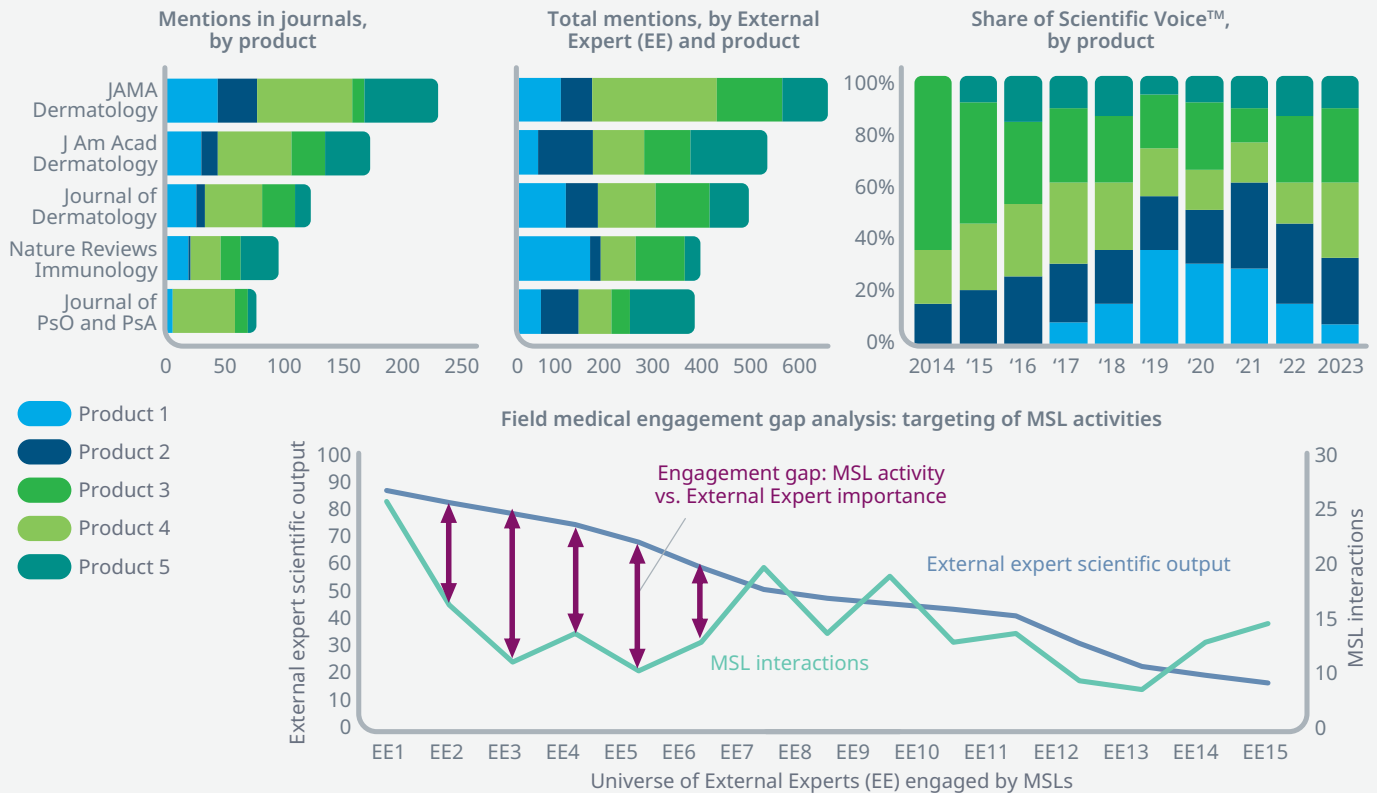 Mentions in journals,
by product
JAMA
Dermatology
J Am Acad
Dermatology
Journal of
Dermatology
Nature Reviews
Immunology
Journal of
PsO and PsA
0 50 100 150 200 250
Total mentions, by External
Expert (EE) and product
0 100 200 300 400 500 600
Share of Scientific Voice™,
by product
100%
80%
60%
40%
20%
0%
2014 ‘15 ‘16 ‘17 ‘18 ‘19 ‘20 ‘21 ‘22 2023
Product 1
Product 2
Product 3
Product 4
Product 5
Field medical engagement gap analysis: targeting of MSL activities
External expert scientific output
100
90
80
70
60
50
40
30
20
10
0
Engagement gap: MSL activity
vs. External Expert importance
External expert scientific output
MSL interactions
30
25
20
15
10
0
MSL interactions
EE1 EE2 EE3 EE4 EE5 EE6 EE7 EE8 EE9 EE10 EE11 EE12 EE13 EE14 EE15
Universe of External Experts (EE) engaged by MSLs